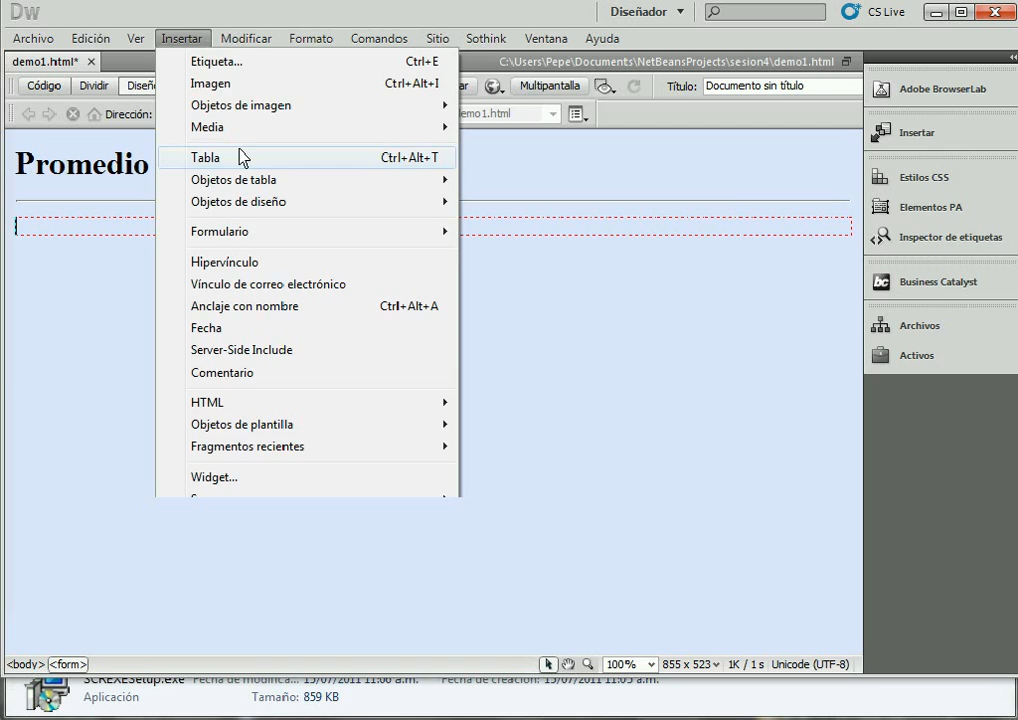 Dw Diseñador CS Live
Archivo Edición Ver Insertar Modificar Formato Comandos Sitio Sothink Ventana Ayuda
demo1.html* C:\Users\Pepe\Documents\NetBeansProjects\sesion4\demo1.html
Código Dividir Multipantalla Título: Documento sin título
Dirección:
Promedio
Etiqueta... Ctrl+E
Imagen Ctrl+Alt+I
Objetos de imagen
Media
Tabla Ctrl+Alt+T
Objetos de tabla
Objetos de diseño
Formulario
Hipervínculo
Vínculo de correo electrónico
Anclaje con nombre Ctrl+Alt+A
Fecha
Server-Side Include
Comentario
HTML
Objetos de plantilla
Fragmentos recientes
Widget...
Adobe BrowserLab
Insertar
Estilos CSS
Elementos PA
Inspector de etiquetas
bc Business Catalyst
Archivos
Activos
<body> <form> 100% 855 x 523 1K / 1 s Unicode (UTF-8)
SCREXESetup.exe
Aplicación Tamaño: 859 KB